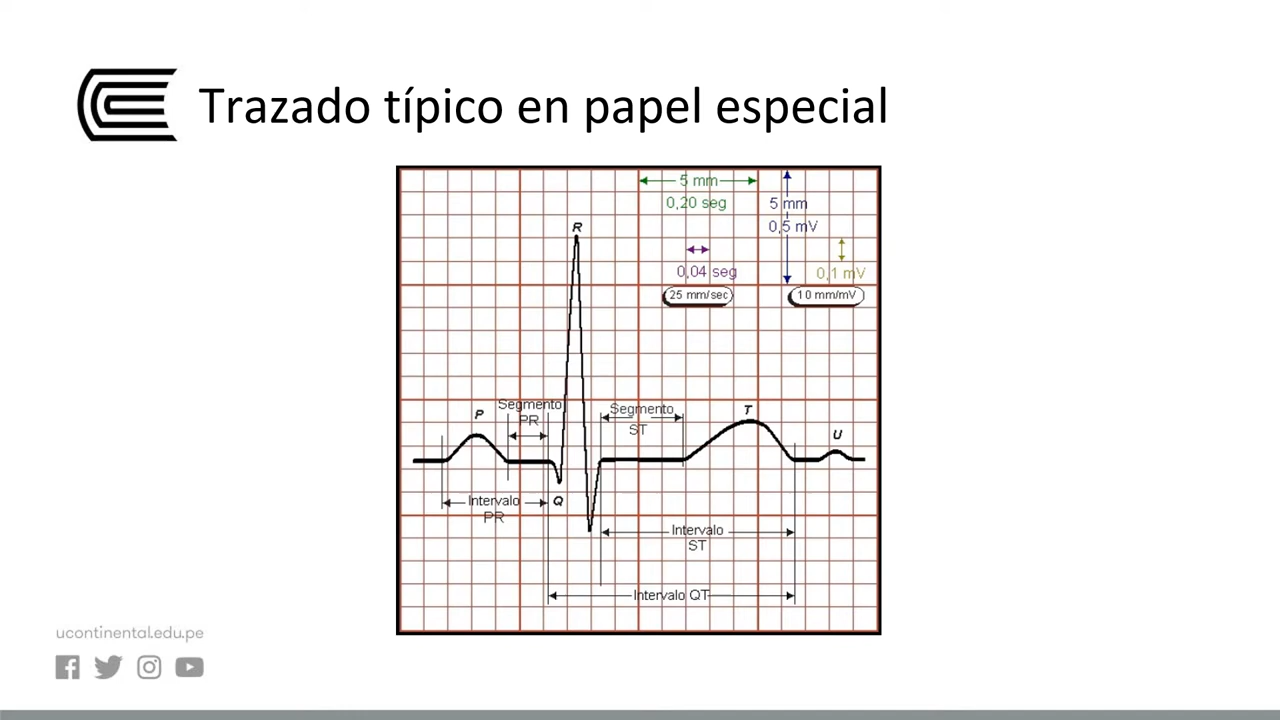 Trazado típico en papel especial
5 mm
0,20 seg
5 mm
0,5 mV
0,04 seg
0,1 mV
25 mm/sec
10 mm/mV
R
P
Segmento
PR
Segmento
ST
T
U
Intervalo
PR
Q
Intervalo
ST
Intervalo QT
ucontinental.edu.pe